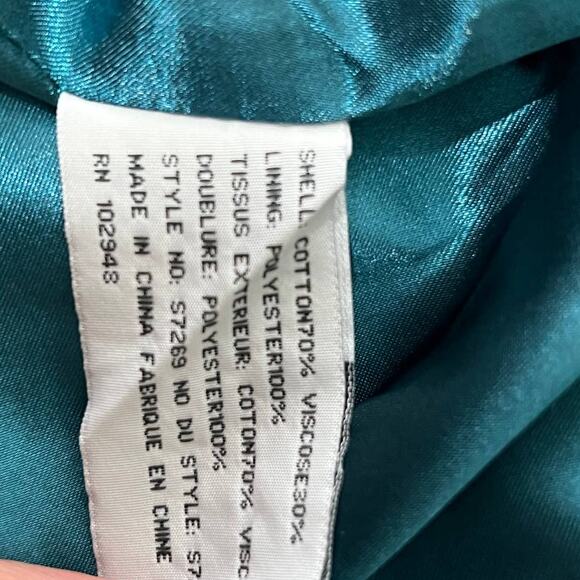 SHELL: COTTON70% VISCOSE30%
LINING: POLYESTER100%
TISSUS EXTERIEUR: COTON70% VISC
DOUBLURE: POLYESTER100%
STYLE NO: S7269 NO DU STYLE: S7
MADE IN CHINA FABRIQUE EN CHINE
RN 102948